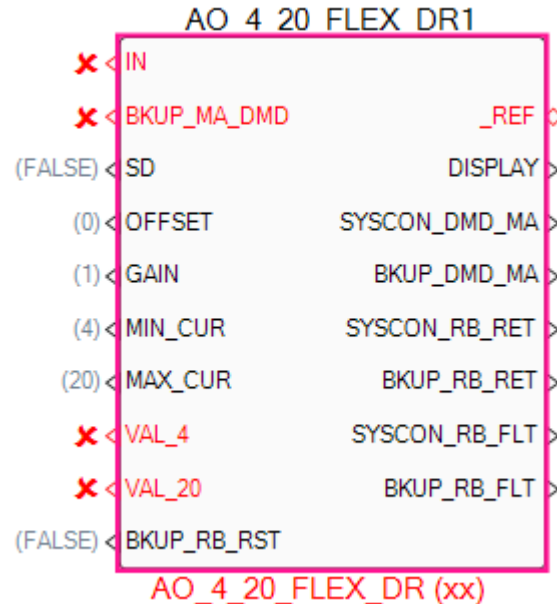 AO_4_20_FLEX_DR1
IN
BKUP_MA_DMD _REF
(FALSE) SD DISPLAY
(0) OFFSET SYSCON_DMD_MA
(1) GAIN BKUP_DMD_MA
(4) MIN_CUR SYSCON_RB_RET
(20) MAX_CUR BKUP_RB_RET
VAL_4 SYSCON_RB_FLT
VAL_20 BKUP_RB_FLT
(FALSE) BKUP_RB_RST
AO_4_20_FLEX_DR (xx)